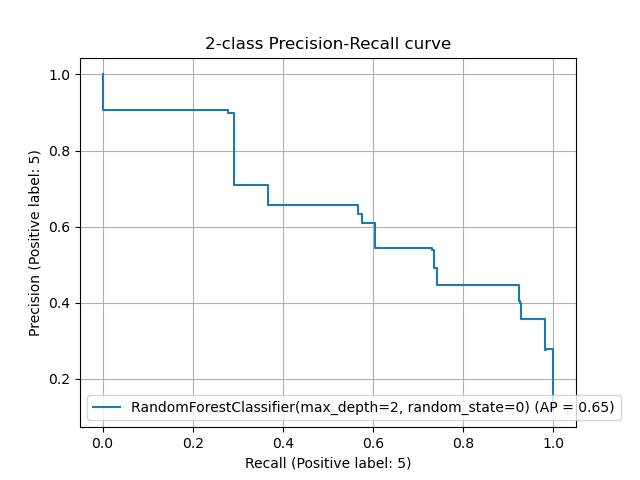 2-class Precision-Recall curve
Precision (Positive label: 5)
1.0
0.8
0.6
0.4
0.2
RandomForestClassifier(max_depth=2, random_state=0) (AP = 0.65)
0.0 0.2 0.4 0.6 0.8 1.0
Recall (Positive label: 5)